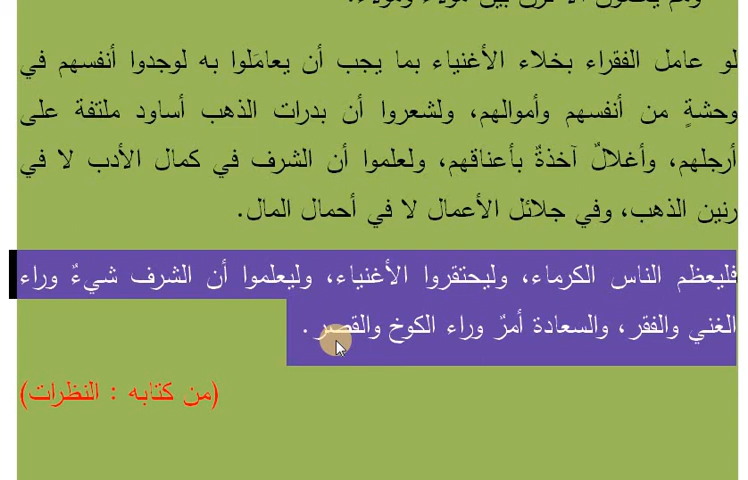 لو عامل الفقراء بخلاء الأغنياء بما يجب أن يعامَلوا به لوجدوا أنفسهم في
وحشةٍ من أنفسهم وأموالهم، ولشعروا أن بدرات الذهب أساود ملتفة على
أرجلهم، وأغلالٌ آخذةٌ بأعناقهم، ولعلموا أن الشرف في كمال الأدب لا في
رنين الذهب، وفي جلائل الأعمال لا في أحمال المال.
فليعظم الناس الكرماء، وليحتقروا الأغنياء، وليعلموا أن الشرف شيءٌ وراء
الغني والفقر، والسعادة أمرٌ وراء الكوخ والقصر .
(من كتابه : النظرات)